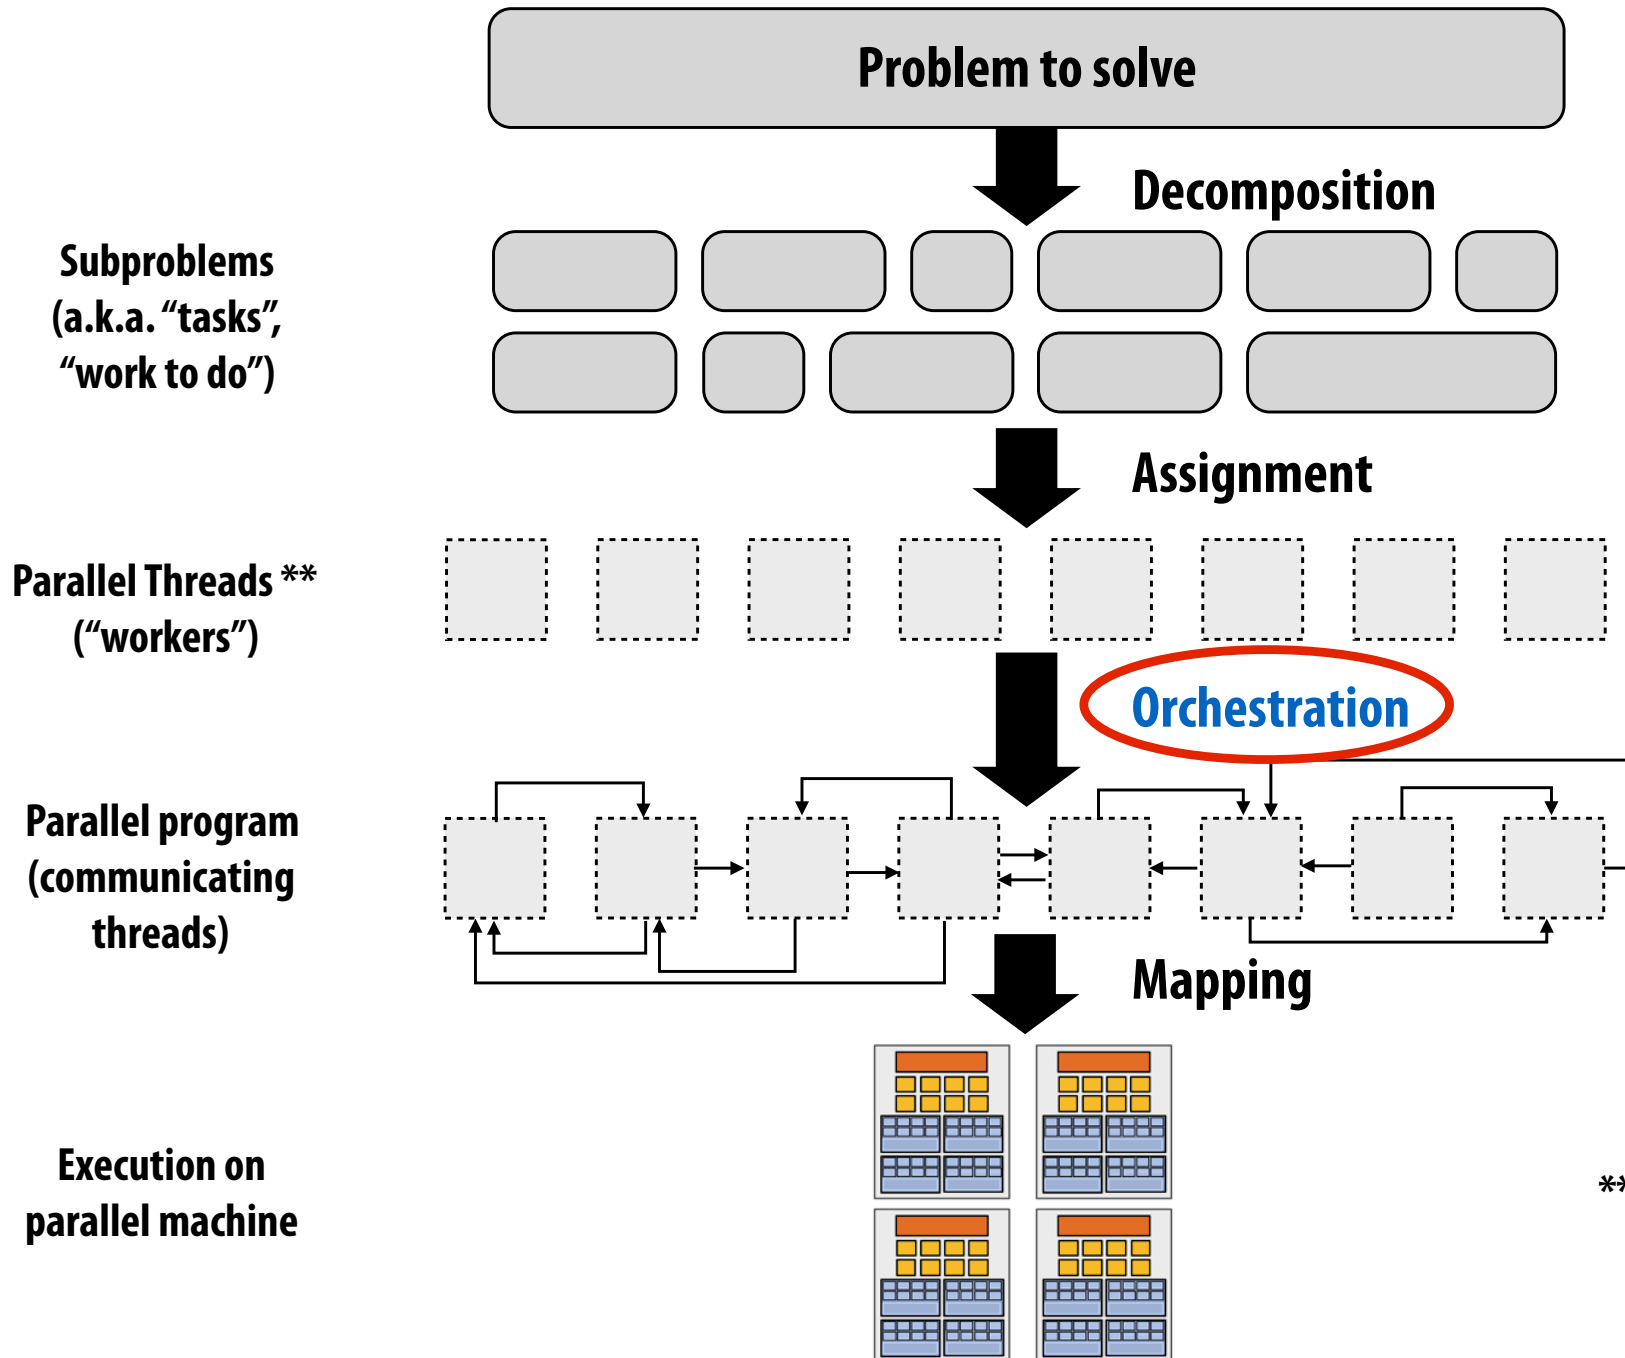 Problem to solve
Decomposition
Subproblems
(a.k.a. “tasks”,
“work to do”)
Assignment
Parallel Threads **
(“workers”)
Orchestration
Parallel program
(communicating
threads)
Mapping
Execution on
parallel machine
**